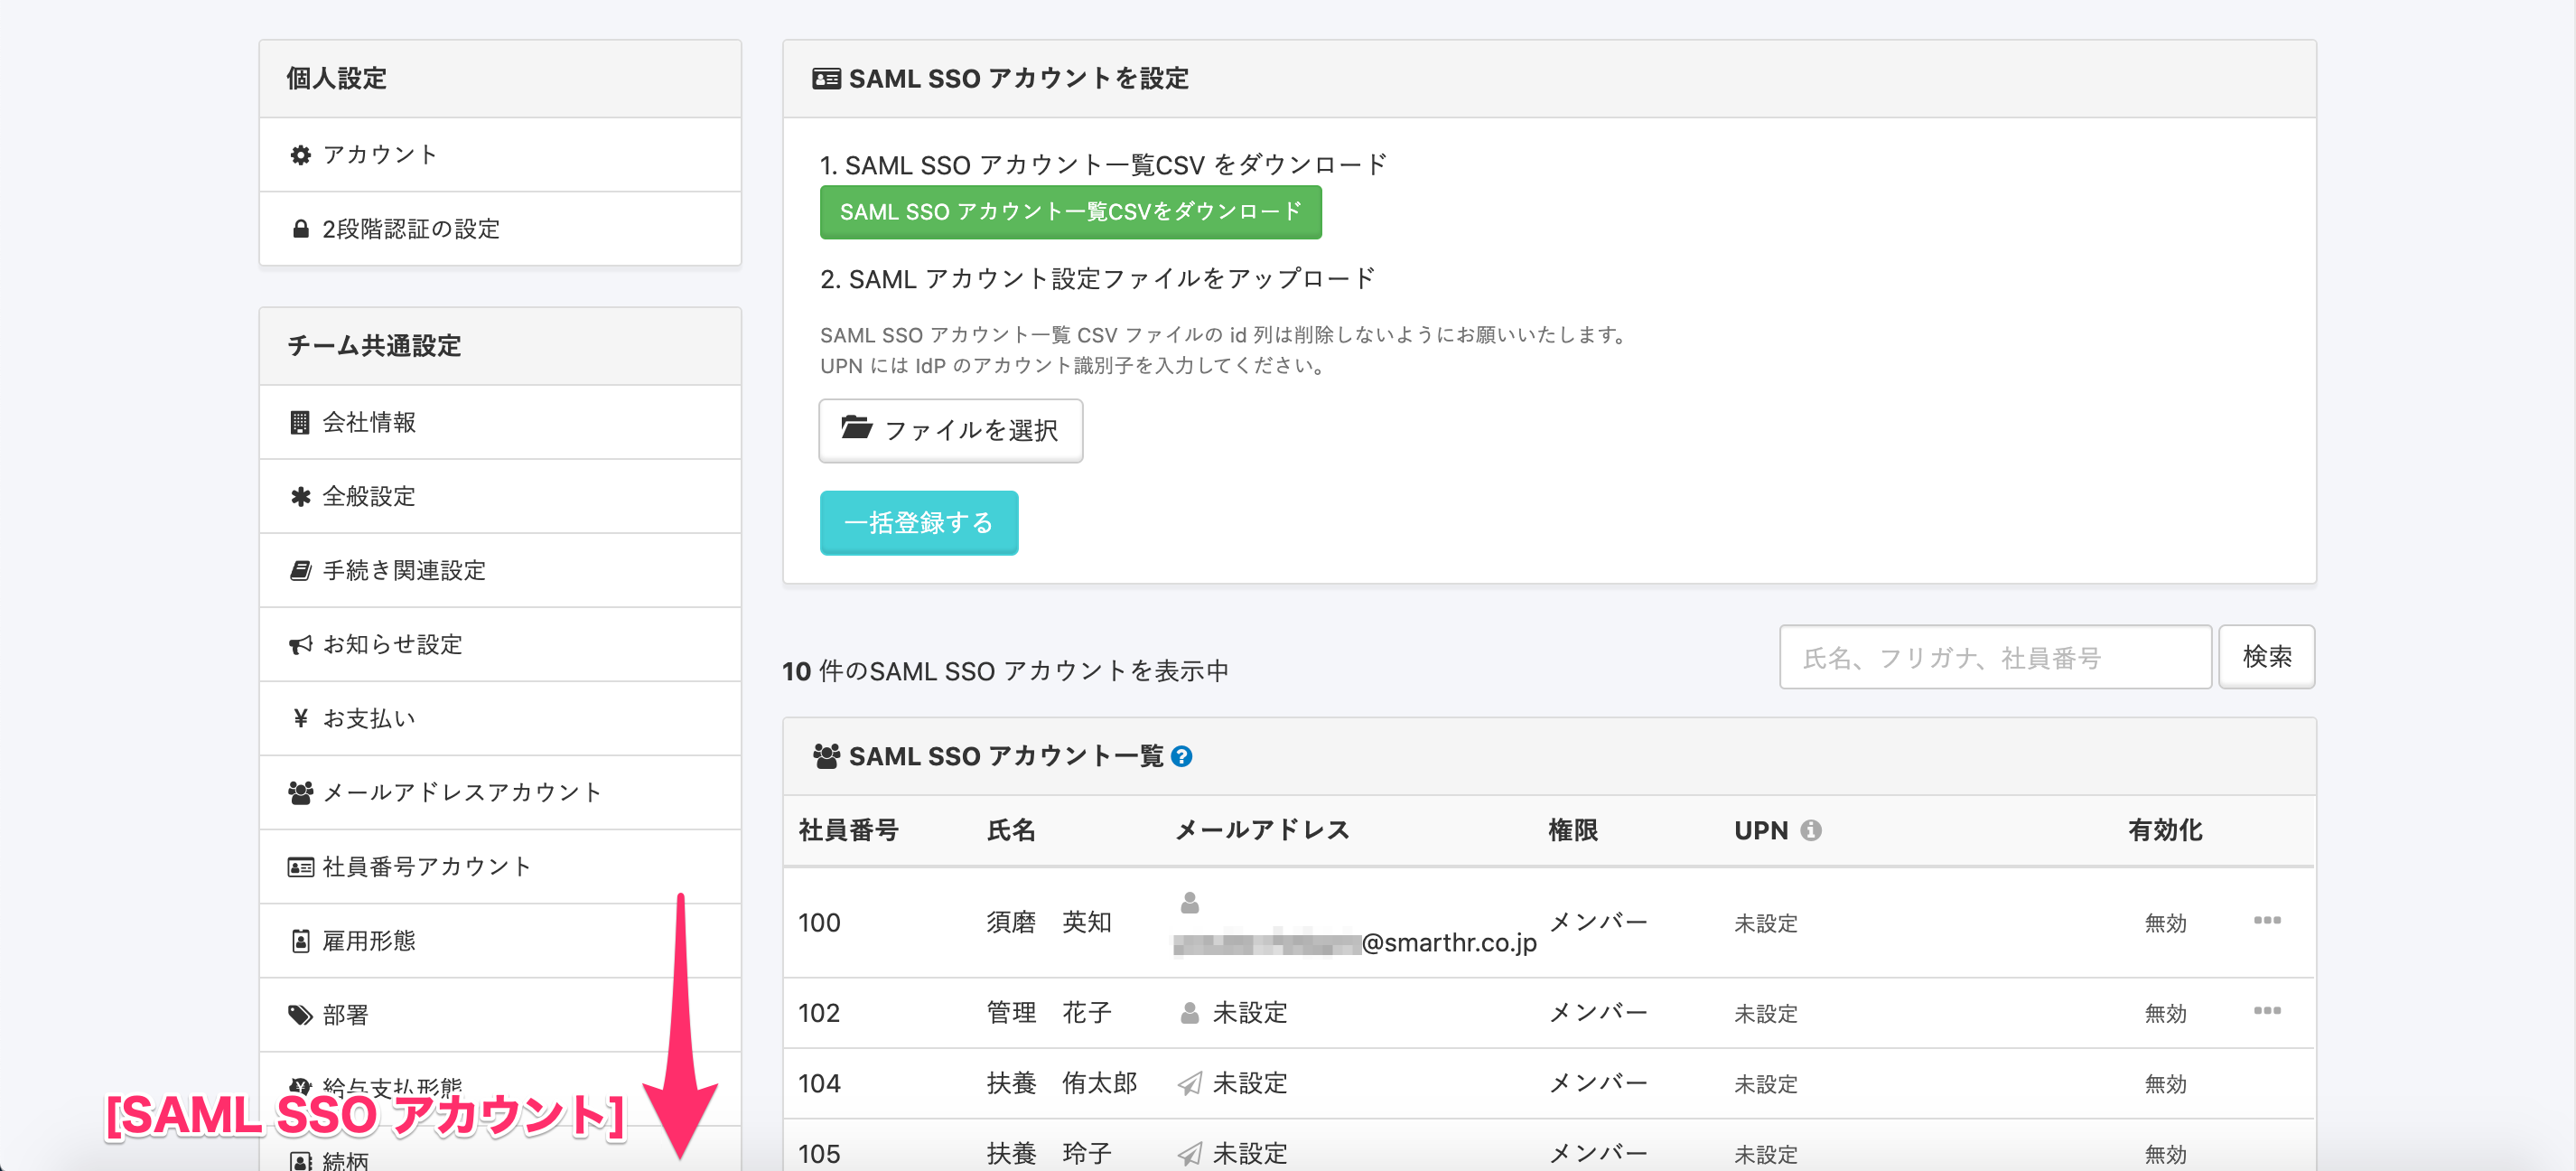 個人設定
アカウント
2段階認証の設定
チーム共通設定
会社情報
全般設定
手続き関連設定
お知らせ設定
¥ お支払い
メールアドレスアカウント
社員番号アカウント
雇用形態
部署
給与支払形態
[SAML SSO アカウント]
続柄
SAML SSO アカウントを設定
1. SAML SSO アカウント一覧CSV をダウンロード
SAML SSO アカウント一覧CSVをダウンロード
2. SAML アカウント設定ファイルをアップロード
SAML SSO アカウント一覧 CSV ファイルの id 列は削除しないようにお願いいたします。
UPN には IdP のアカウント識別子を入力してください。
ファイルを選択
一括登録する
10 件のSAML SSO アカウントを表示中
氏名、フリガナ、社員番号 検索
SAML SSO アカウント一覧
社員番号 氏名 メールアドレス 権限 UPN 有効化
100 須磨 英知 @smarthr.co.jp メンバー 未設定 無効
102 管理 花子 未設定 メンバー 未設定 無効
104 扶養 侑太郎 未設定 メンバー 未設定 無効
105 扶養 玲子 未設定 メンバー 未設定 無効